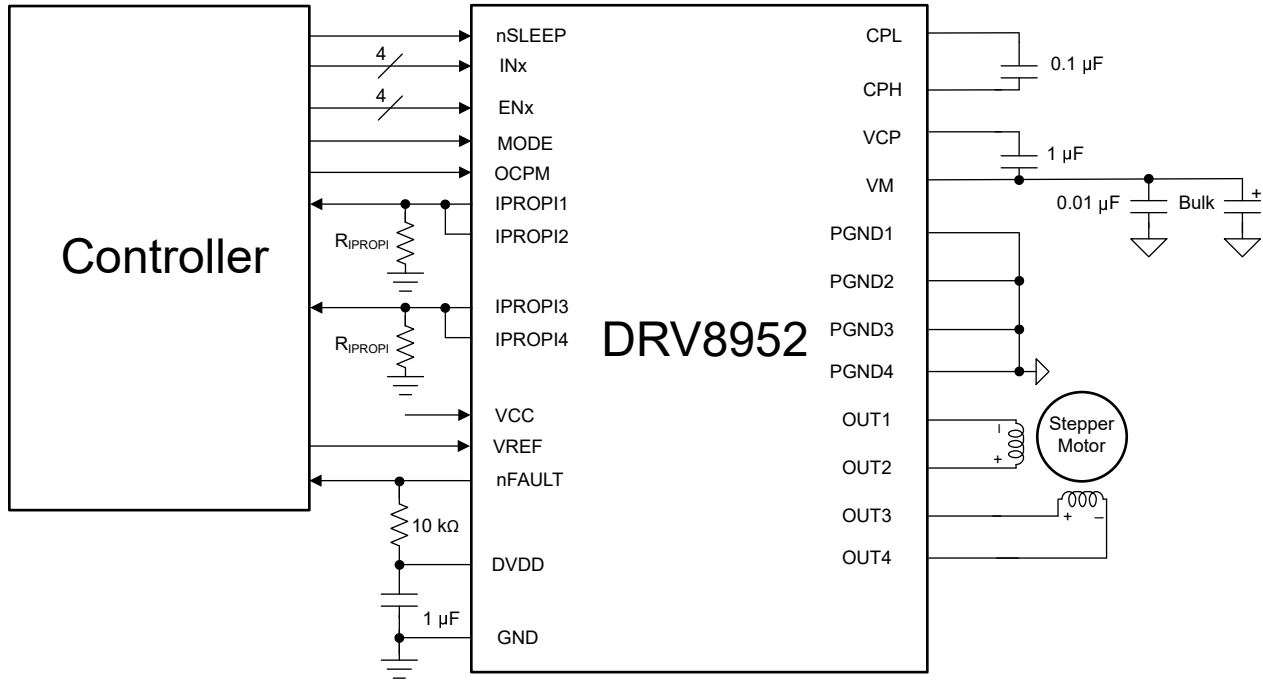 Controller
4
4
R_IPROPI
R_IPROPI
10 kΩ
1 µF
DRV8952
nSLEEP
INx
ENx
MODE
OCPM
IPROPI1
IPROPI2
IPROPI3
IPROPI4
VCC
VREF
nFAULT
DVDD
GND
CPL
CPH
VCP
VM
PGND1
PGND2
PGND3
PGND4
OUT1
OUT2
OUT3
OUT4
0.1 µF
1 µF
0.01 µF
Bulk
+
–
+
Stepper
Motor
+ –